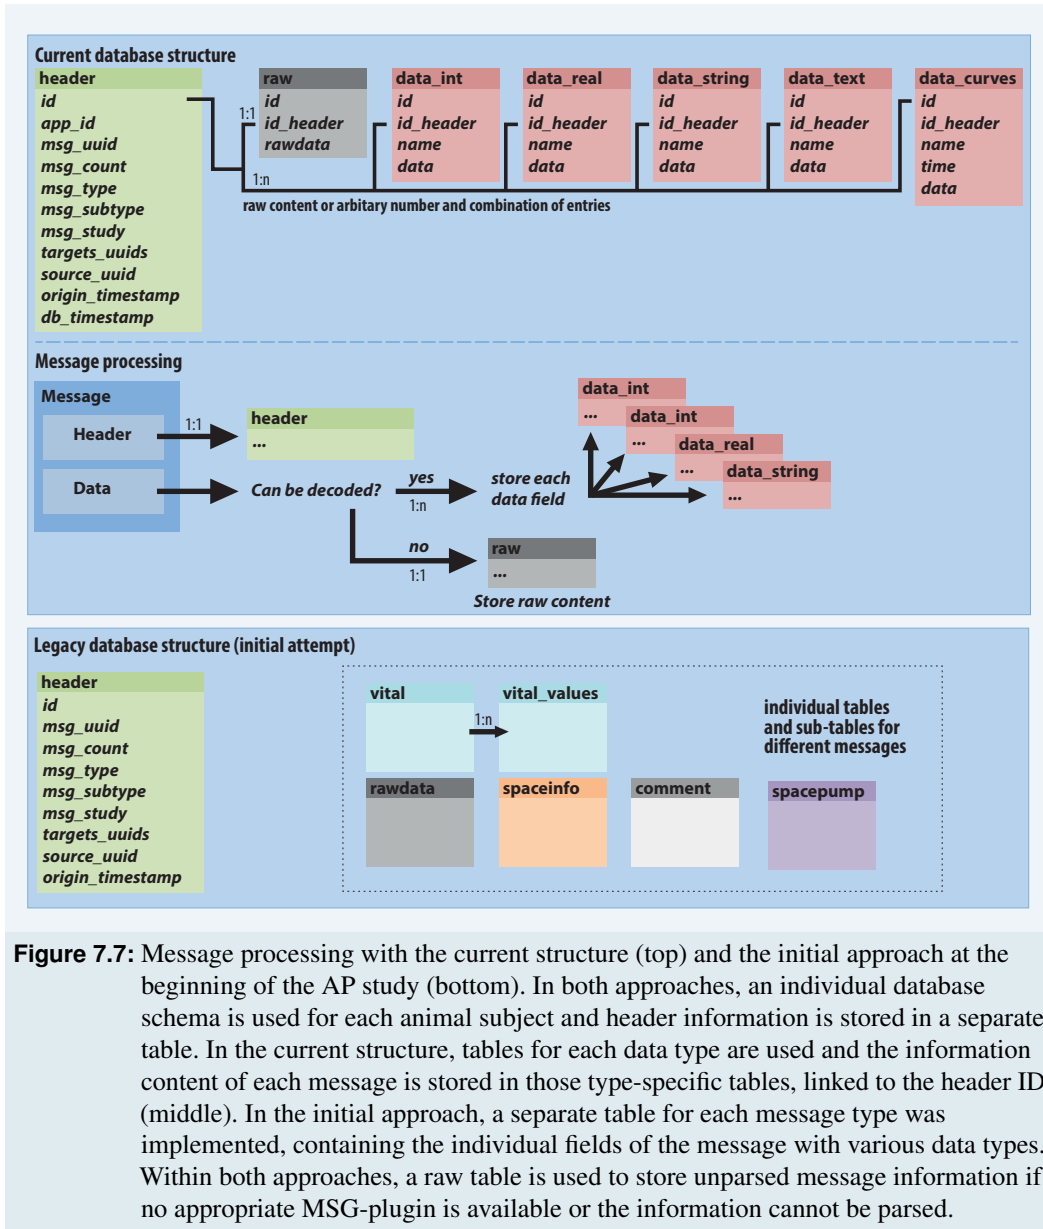 Current database structure
header
id
app_id
msg_uuid
msg_count
msg_type
msg_subtype
msg_study
targets_uuids
source_uuid
origin_timestamp
db_timestamp
1:1
1:n
raw
id
id_header
rawdata
data_int
id
id_header
name
data
data_real
id
id_header
name
data
data_string
id
id_header
name
data
data_text
id
id_header
name
data
data_curves
id
id_header
name
time
data
raw content or arbitary number and combination of entries
Message processing
Message
Header
Data
1:1
header
...
Can be decoded?
yes
1:n
store each
data field
data_int
...
data_int
...
data_real
...
data_string
...
no
1:1
raw
...
Store raw content
Legacy database structure (initial attempt)
header
id
msg_uuid
msg_count
msg_type
msg_subtype
msg_study
targets_uuids
source_uuid
origin_timestamp
vital
1:n
vital_values
individual tables
and sub-tables for
different messages
rawdata
spaceinfo
comment
spacepump
Figure 7.7: Message processing with the current structure (top) and the initial approach at the
beginning of the AP study (bottom). In both approaches, an individual database
schema is used for each animal subject and header information is stored in a separate
table. In the current structure, tables for each data type are used and the information
content of each message is stored in those type-specific tables, linked to the header ID
(middle). In the initial approach, a separate table for each message type was
implemented, containing the individual fields of the message with various data types.
Within both approaches, a raw table is used to store unparsed message information if
no appropriate MSG-plugin is available or the information cannot be parsed.